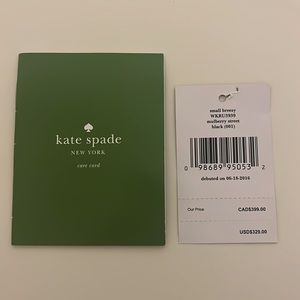 kate spade
NEW YORK
care card
small breezy
WKRU3939
mulberry street
black (001)
0 98689 95053 2
debuted on 06-15-2016
Our Price
CAD$399.00
USD$329.00